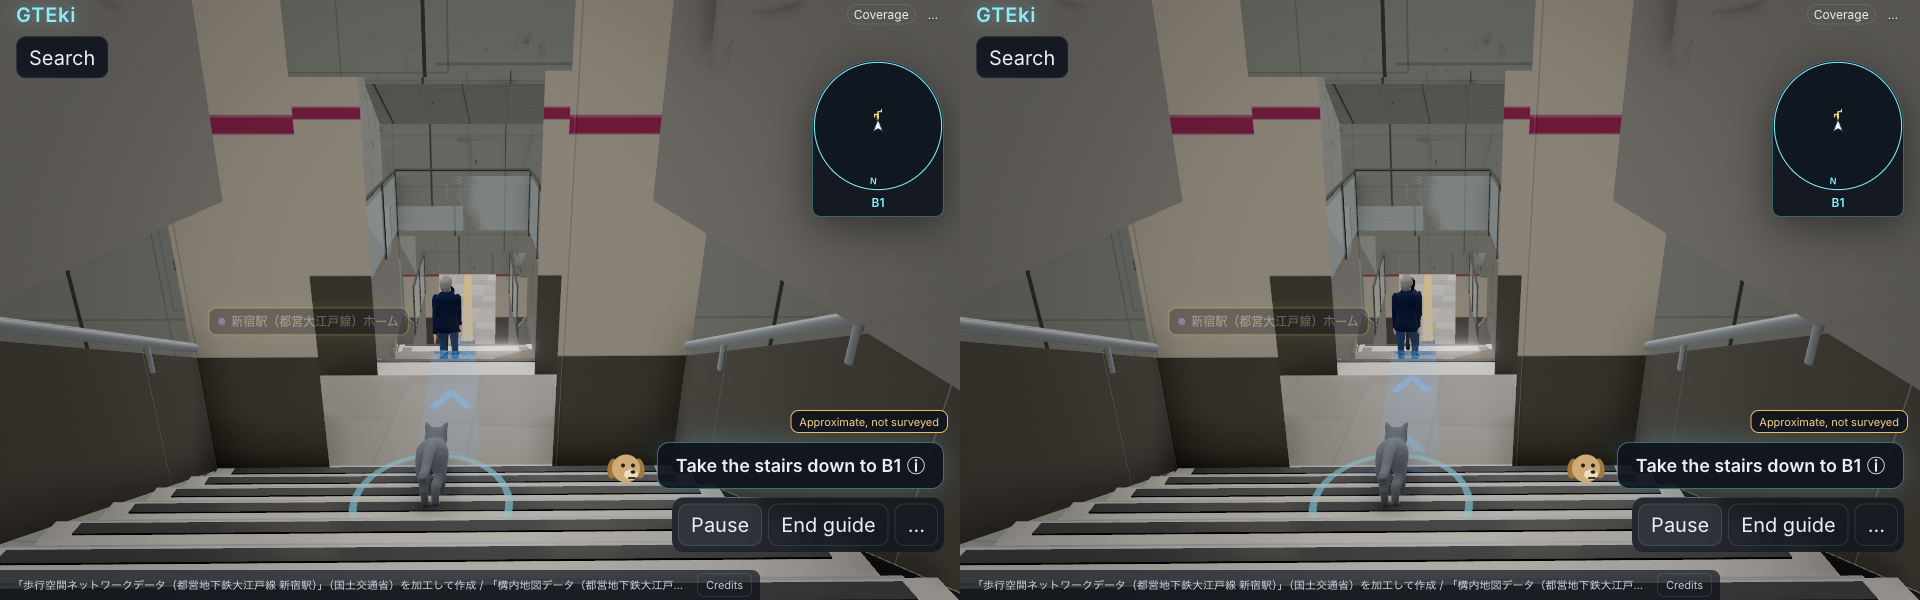 GTEki
Coverage
...
Search
N
B1
新宿駅（都営大江戸線）ホーム
Approximate, not surveyed
Take the stairs down to B1 ⓘ
Pause
End guide
...
「歩行空間ネットワークデータ（都営地下鉄大江戸線 新宿駅）」（国土交通省）を加工して作成 / 「構内地図データ（都営地下鉄大江戸...
Credits
GTEki
Coverage
...
Search
N
B1
新宿駅（都営大江戸線）ホーム
Approximate, not surveyed
Take the stairs down to B1 ⓘ
Pause
End guide
...
「歩行空間ネットワークデータ（都営地下鉄大江戸線 新宿駅）」（国土交通省）を加工して作成 / 「構内地図データ（都営地下鉄大江戸...
Credits